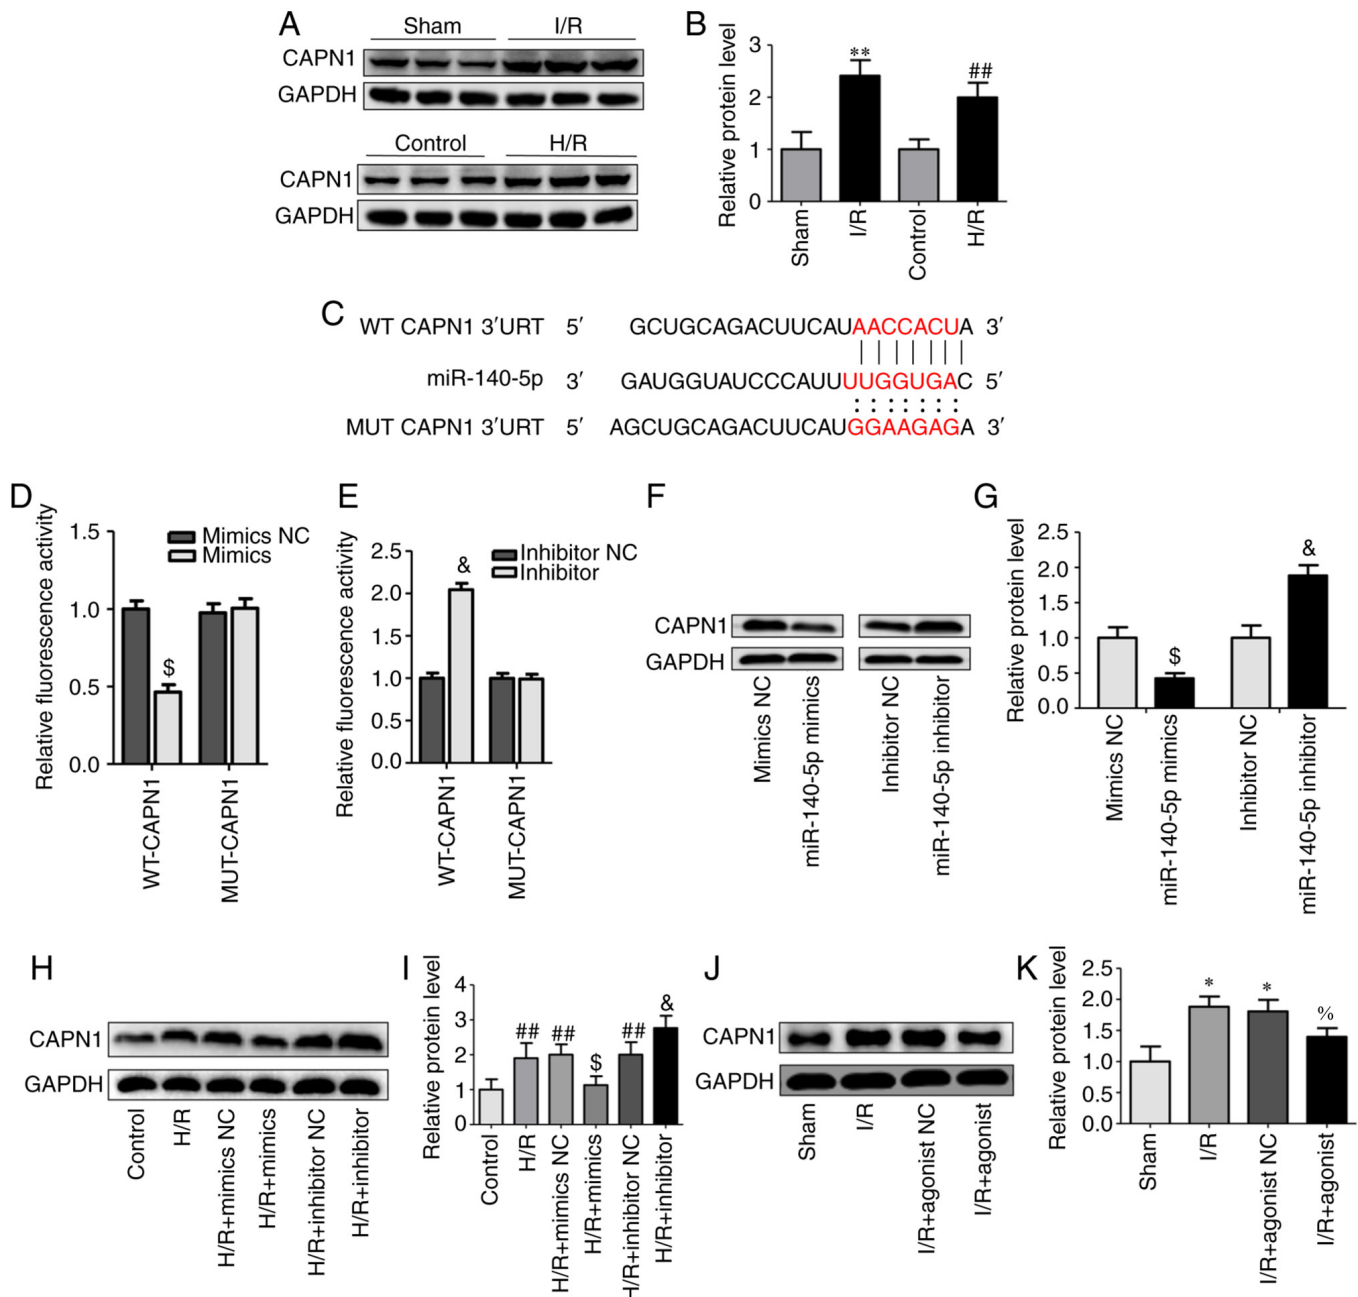 A
Sham I/R
CAPN1
GAPDH
Control H/R
CAPN1
GAPDH
B
Relative protein level
3
2
1
0
**
##
Sham
I/R
Control
H/R
C
WT CAPN1 3′URT 5′ GCUGCAGACUUCAUAACCACUA 3′
miR-140-5p 3′ GAUGGUAUCCCAUUUUGGUGAC 5′
MUT CAPN1 3′URT 5′ AGCUGCAGACUUCAUGGAAGAGA 3′
D
Relative fluorescence activity
1.5
1.0
0.5
0.0
Mimics NC
Mimics
$
WT-CAPN1
MUT-CAPN1
E
Relative fluorescence activity
2.5
2.0
1.5
1.0
0.5
0.0
Inhibitor NC
Inhibitor
&
WT-CAPN1
MUT-CAPN1
F
CAPN1
GAPDH
Mimics NC
miR-140-5p mimics
Inhibitor NC
miR-140-5p inhibitor
G
Relative protein level
2.5
2.0
1.5
1.0
0.5
0.0
$
&
Mimics NC
miR-140-5p mimics
Inhibitor NC
miR-140-5p inhibitor
H
CAPN1
GAPDH
Control
H/R
H/R+mimics NC
H/R+mimics
H/R+inhibitor NC
H/R+inhibitor
I
Relative protein level
4
3
2
1
0
##
##
$
##
&
Control
H/R
H/R+mimics NC
H/R+mimics
H/R+inhibitor NC
H/R+inhibitor
J
CAPN1
GAPDH
Sham
I/R
I/R+agonist NC
I/R+agonist
K
Relative protein level
2.5
2.0
1.5
1.0
0.5
0.0
*
*
%
Sham
I/R
I/R+agonist NC
I/R+agonist